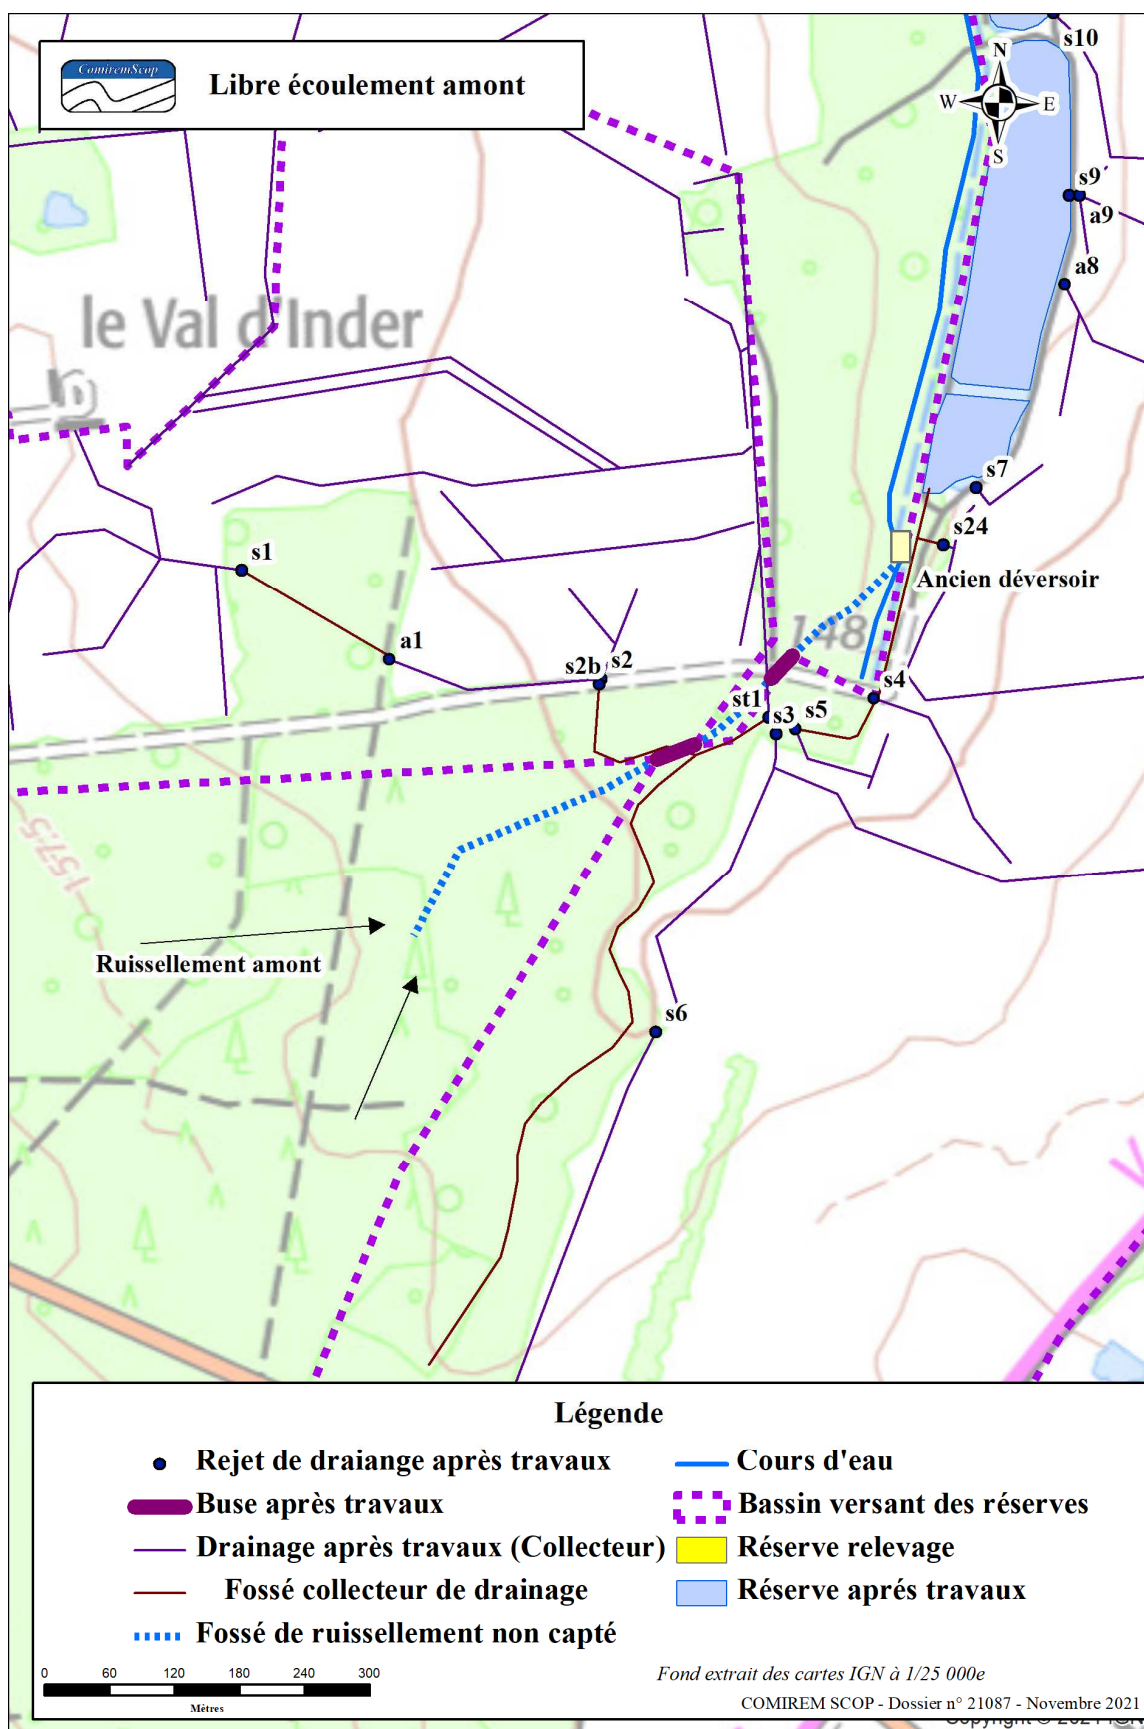 ComiremScop
Libre écoulement amont
s10
N
W
E
S
s9
a9
a8
le Val d'Inder
s7
s24
s1
Ancien déversoir
a1
148
s2b
s2
s4
st1
s3
s5
157.5
Ruissellement amont
s6
Légende
Rejet de draiange après travaux
Cours d'eau
Buse après travaux
Bassin versant des réserves
Drainage après travaux (Collecteur)
Réserve relevage
Fossé collecteur de drainage
Réserve aprés travaux
Fossé de ruissellement non capté
0 60 120 180 240 300
Mètres
Fond extrait des cartes IGN à 1/25 000e
COMIREM SCOP - Dossier n° 21087 - Novembre 2021